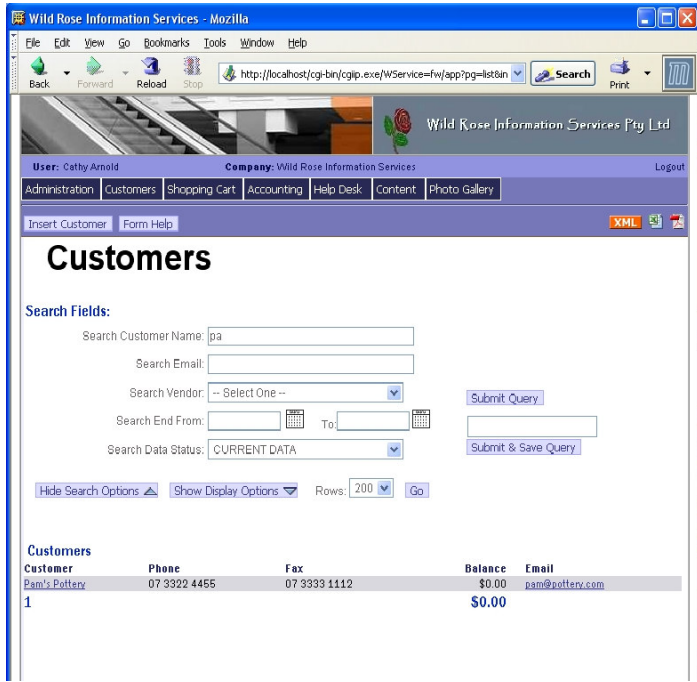 Wild Rose Information Services - Mozilla
File Edit View Go Bookmarks Tools Window Help
Back Forward Reload Stop http://localhost/cgi-bin/cgiip.exe/WService=fw/app?pg=list&in Search Print
Wild Rose Information Services Pty Ltd
User: Cathy Arnold Company: Wild Rose Information Services Logout
Administration Customers Shopping Cart Accounting Help Desk Content Photo Gallery
Insert Customer Form Help XML
Customers
Search Fields:
Search Customer Name: pa
Search Email:
Search Vendor: -- Select One -- Submit Query
Search End From: To:
Search Data Status: CURRENT DATA Submit & Save Query
Hide Search Options Show Display Options Rows: 200 Go
Customers
Customer Phone Fax Balance Email
Pam's Pottery 07 3322 4455 07 3333 1112 $0.00 pam@pottery.com
1 $0.00